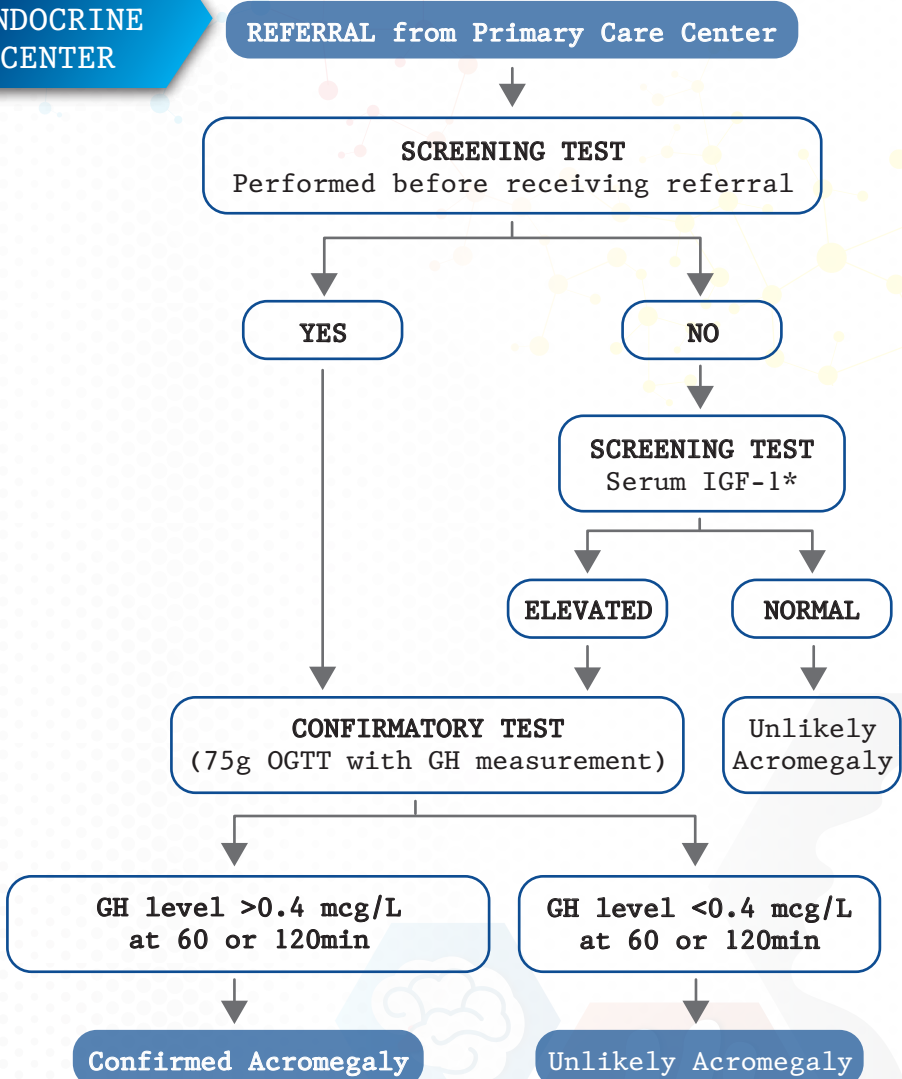 NDOCRINE
CENTER
REFERRAL from Primary Care Center
SCREENING TEST
Performed before receiving referral
YES
NO
SCREENING TEST
Serum IGF-1*
ELEVATED
NORMAL
CONFIRMATORY TEST
(75g OGTT with GH measurement)
Unlikely
Acromegaly
GH level >0.4 mcg/L
at 60 or 120min
GH level <0.4 mcg/L
at 60 or 120min
Confirmed Acromegaly
Unlikely Acromegaly